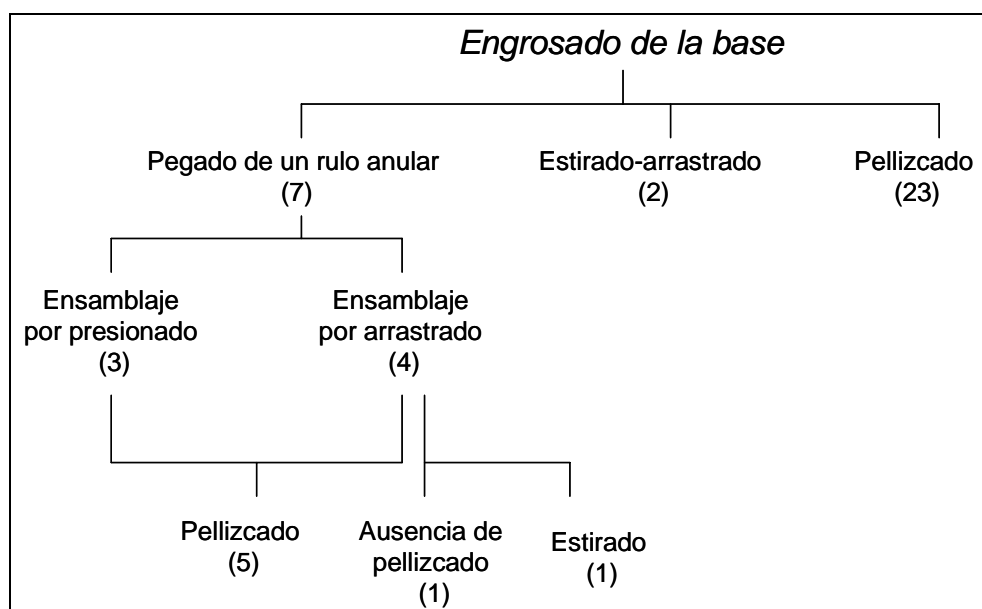 Engrosado de la base
Pegado de un rulo anular
(7)
Estirado-arrastrado
(2)
Pellizcado
(23)
Ensamblaje
por presionado
(3)
Ensamblaje
por arrastrado
(4)
Pellizcado
(5)
Ausencia de
pellizcado
(1)
Estirado
(1)